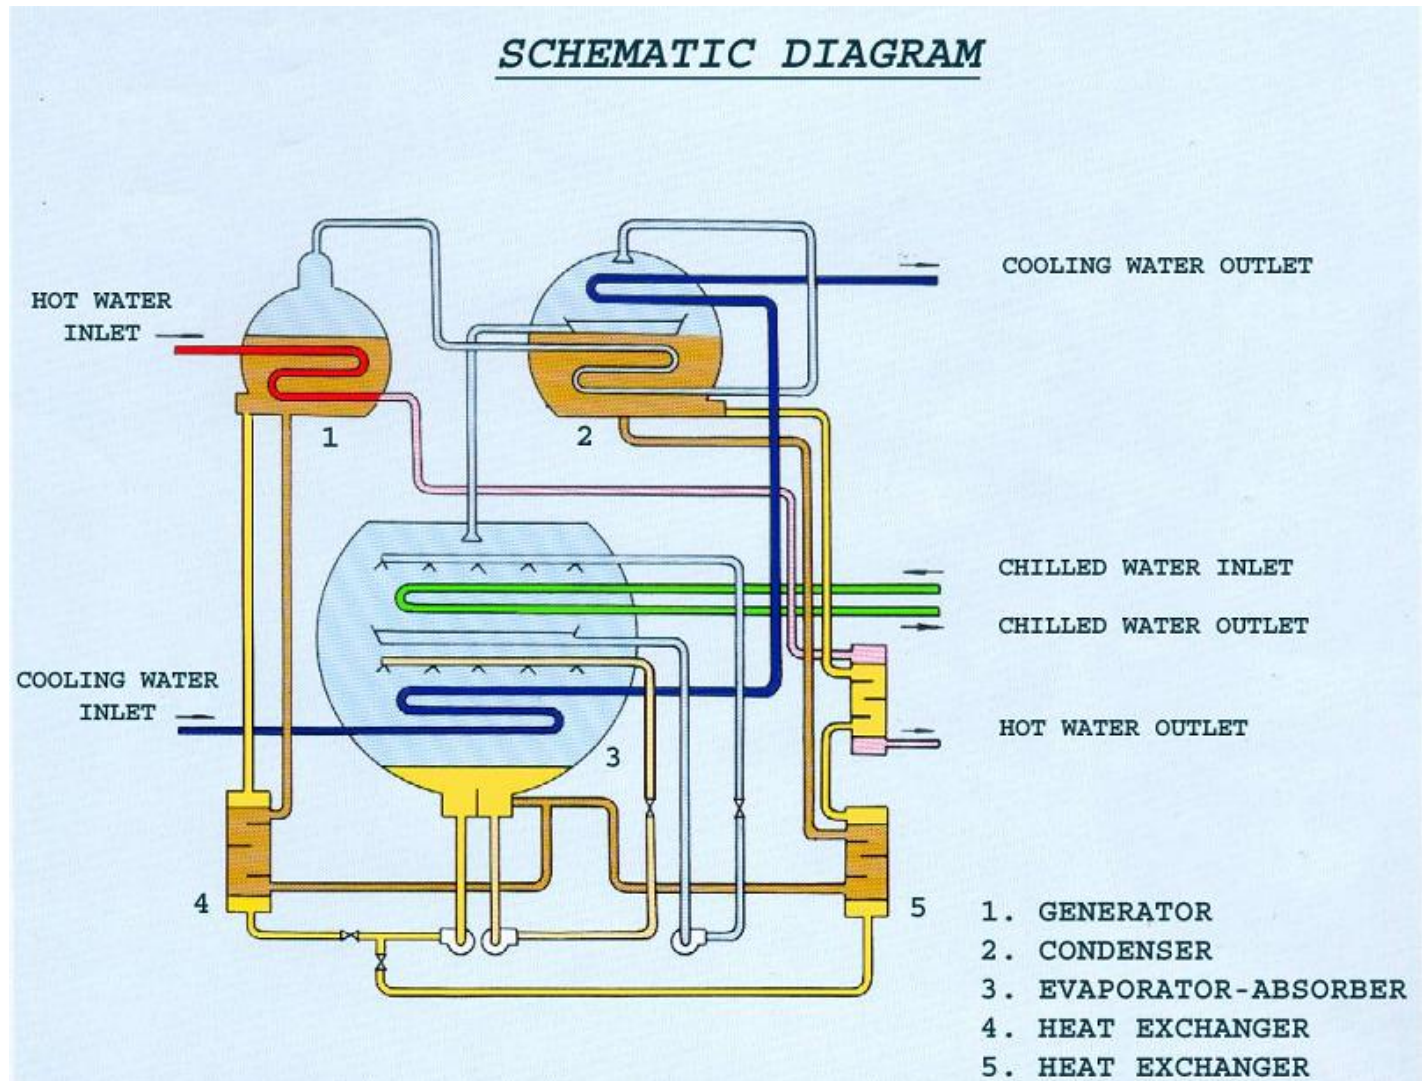 SCHEMATIC DIAGRAM
COOLING WATER OUTLET
HOT WATER
INLET
1
2
CHILLED WATER INLET
CHILLED WATER OUTLET
COOLING WATER
INLET
HOT WATER OUTLET
3
4
5
1. GENERATOR
2. CONDENSER
3. EVAPORATOR-ABSORBER
4. HEAT EXCHANGER
5. HEAT EXCHANGER